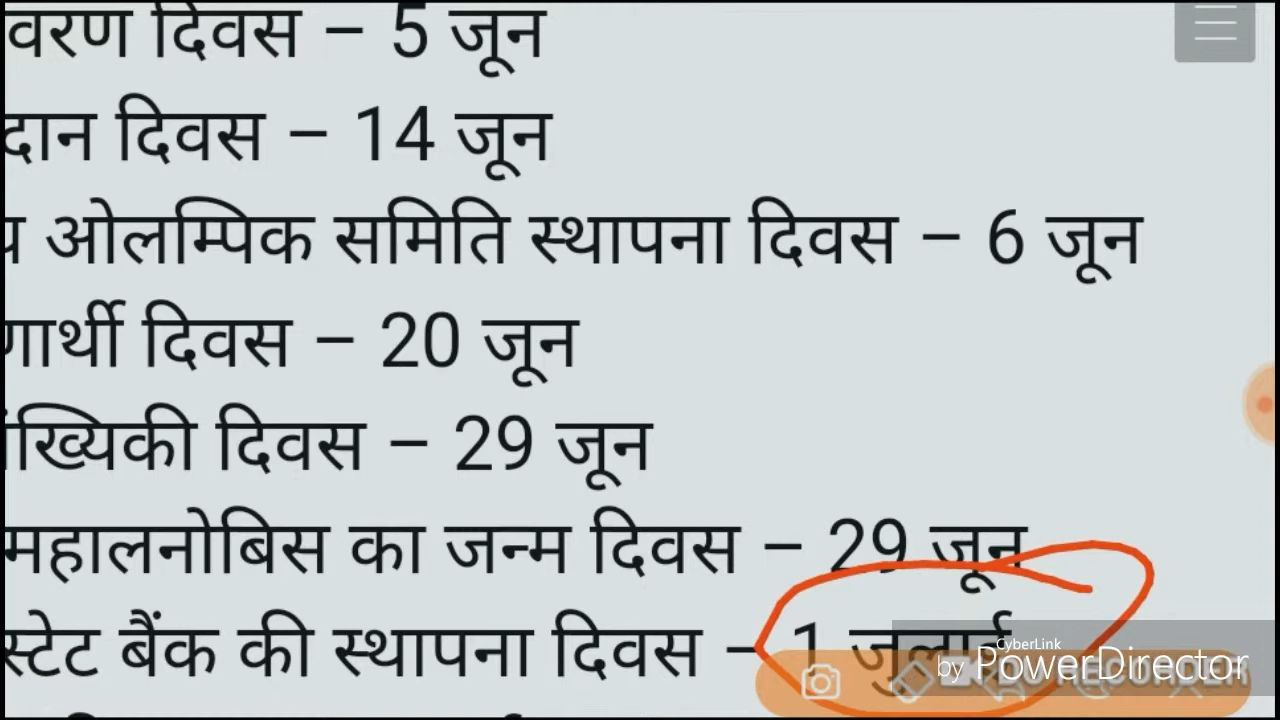 वरण दिवस – 5 जून
दान दिवस – 14 जून
य ओलम्पिक समिति स्थापना दिवस – 6 जून
णार्थी दिवस – 20 जून
ांख्यिकी दिवस – 29 जून
महालनोबिस का जन्म दिवस – 29 जून
स्टेट बैंक की स्थापना दिवस – 1 जुलाई
CyberLink
by PowerDirector
RECORDER